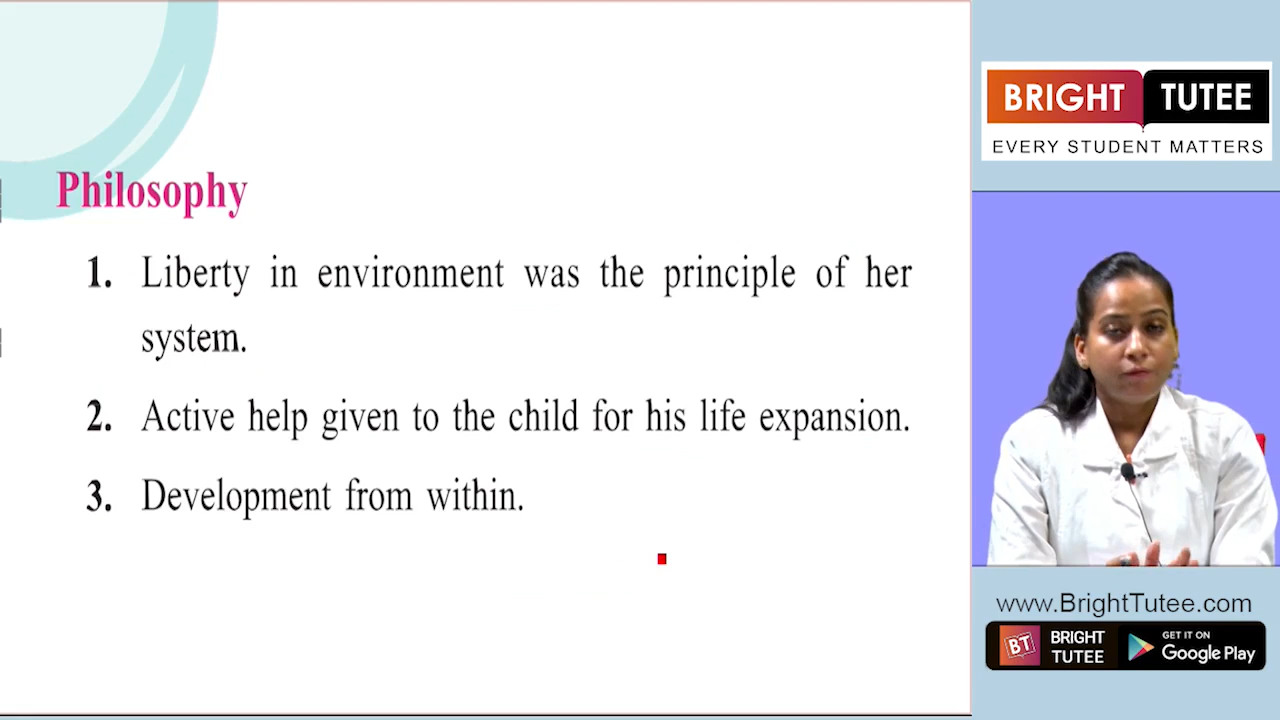 Philosophy
1. Liberty in environment was the principle of her
system.
2. Active help given to the child for his life expansion.
3. Development from within.
BRIGHT TUTEE
EVERY STUDENT MATTERS
www.BrightTutee.com
BT BRIGHT TUTEE
GET IT ON
Google Play